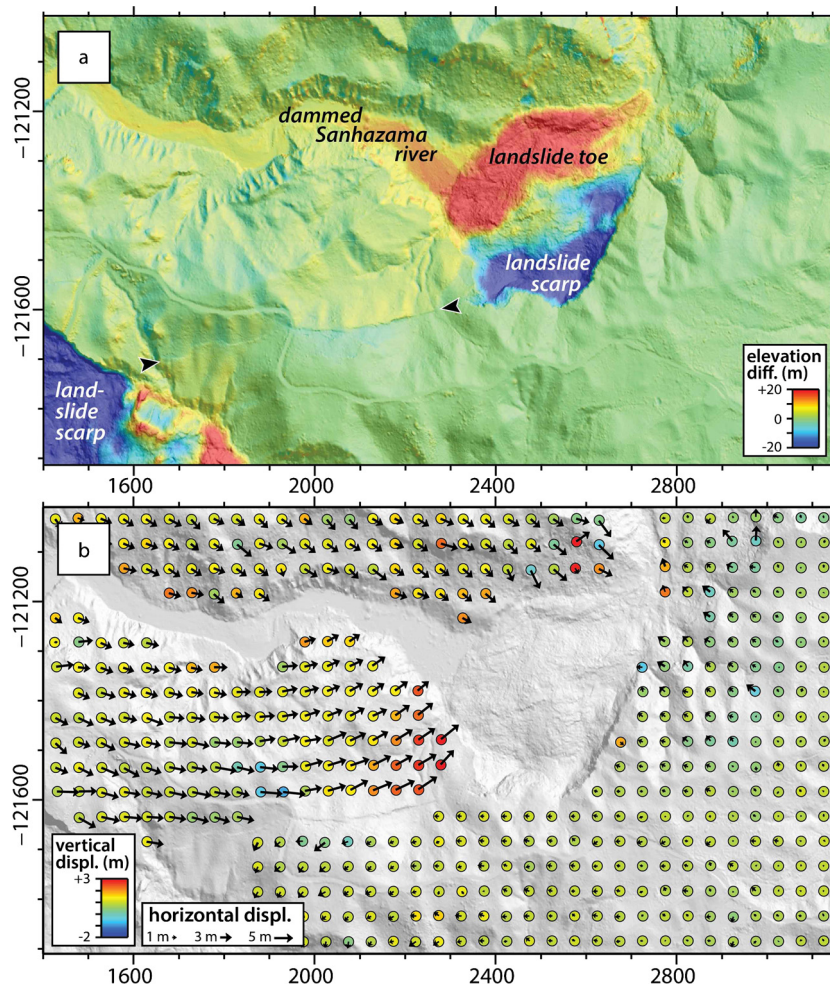 a
dammed
Sanhazama
river
landslide toe
landslide
scarp
land-
slide
scarp
elevation
diff. (m)
+20
0
-20
−121200
−121600
1600
2000
2400
2800
b
−121200
−121600
vertical
displ. (m)
+3
-2
horizontal displ.
1 m
3 m
5 m
1600
2000
2400
2800